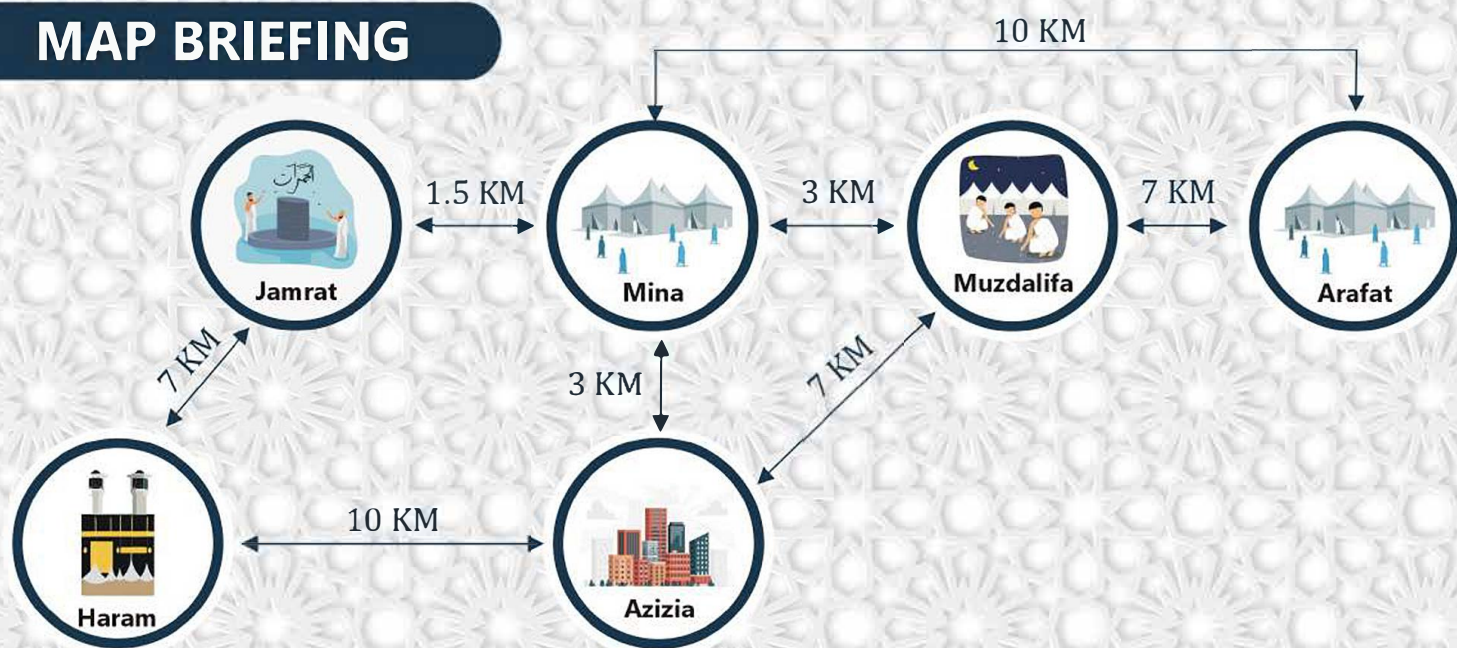 MAP BRIEFING
10 KM
الجمرات
1.5 KM
3 KM
7 KM
Jamrat
Mina
Muzdalifa
Arafat
7 KM
3 KM
7 KM
10 KM
Haram
Azizia